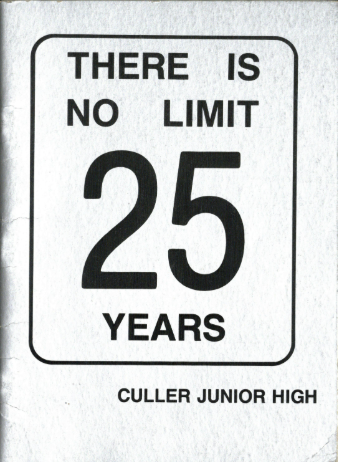 THERE IS
NO LIMIT
25
YEARS
CULLER JUNIOR HIGH